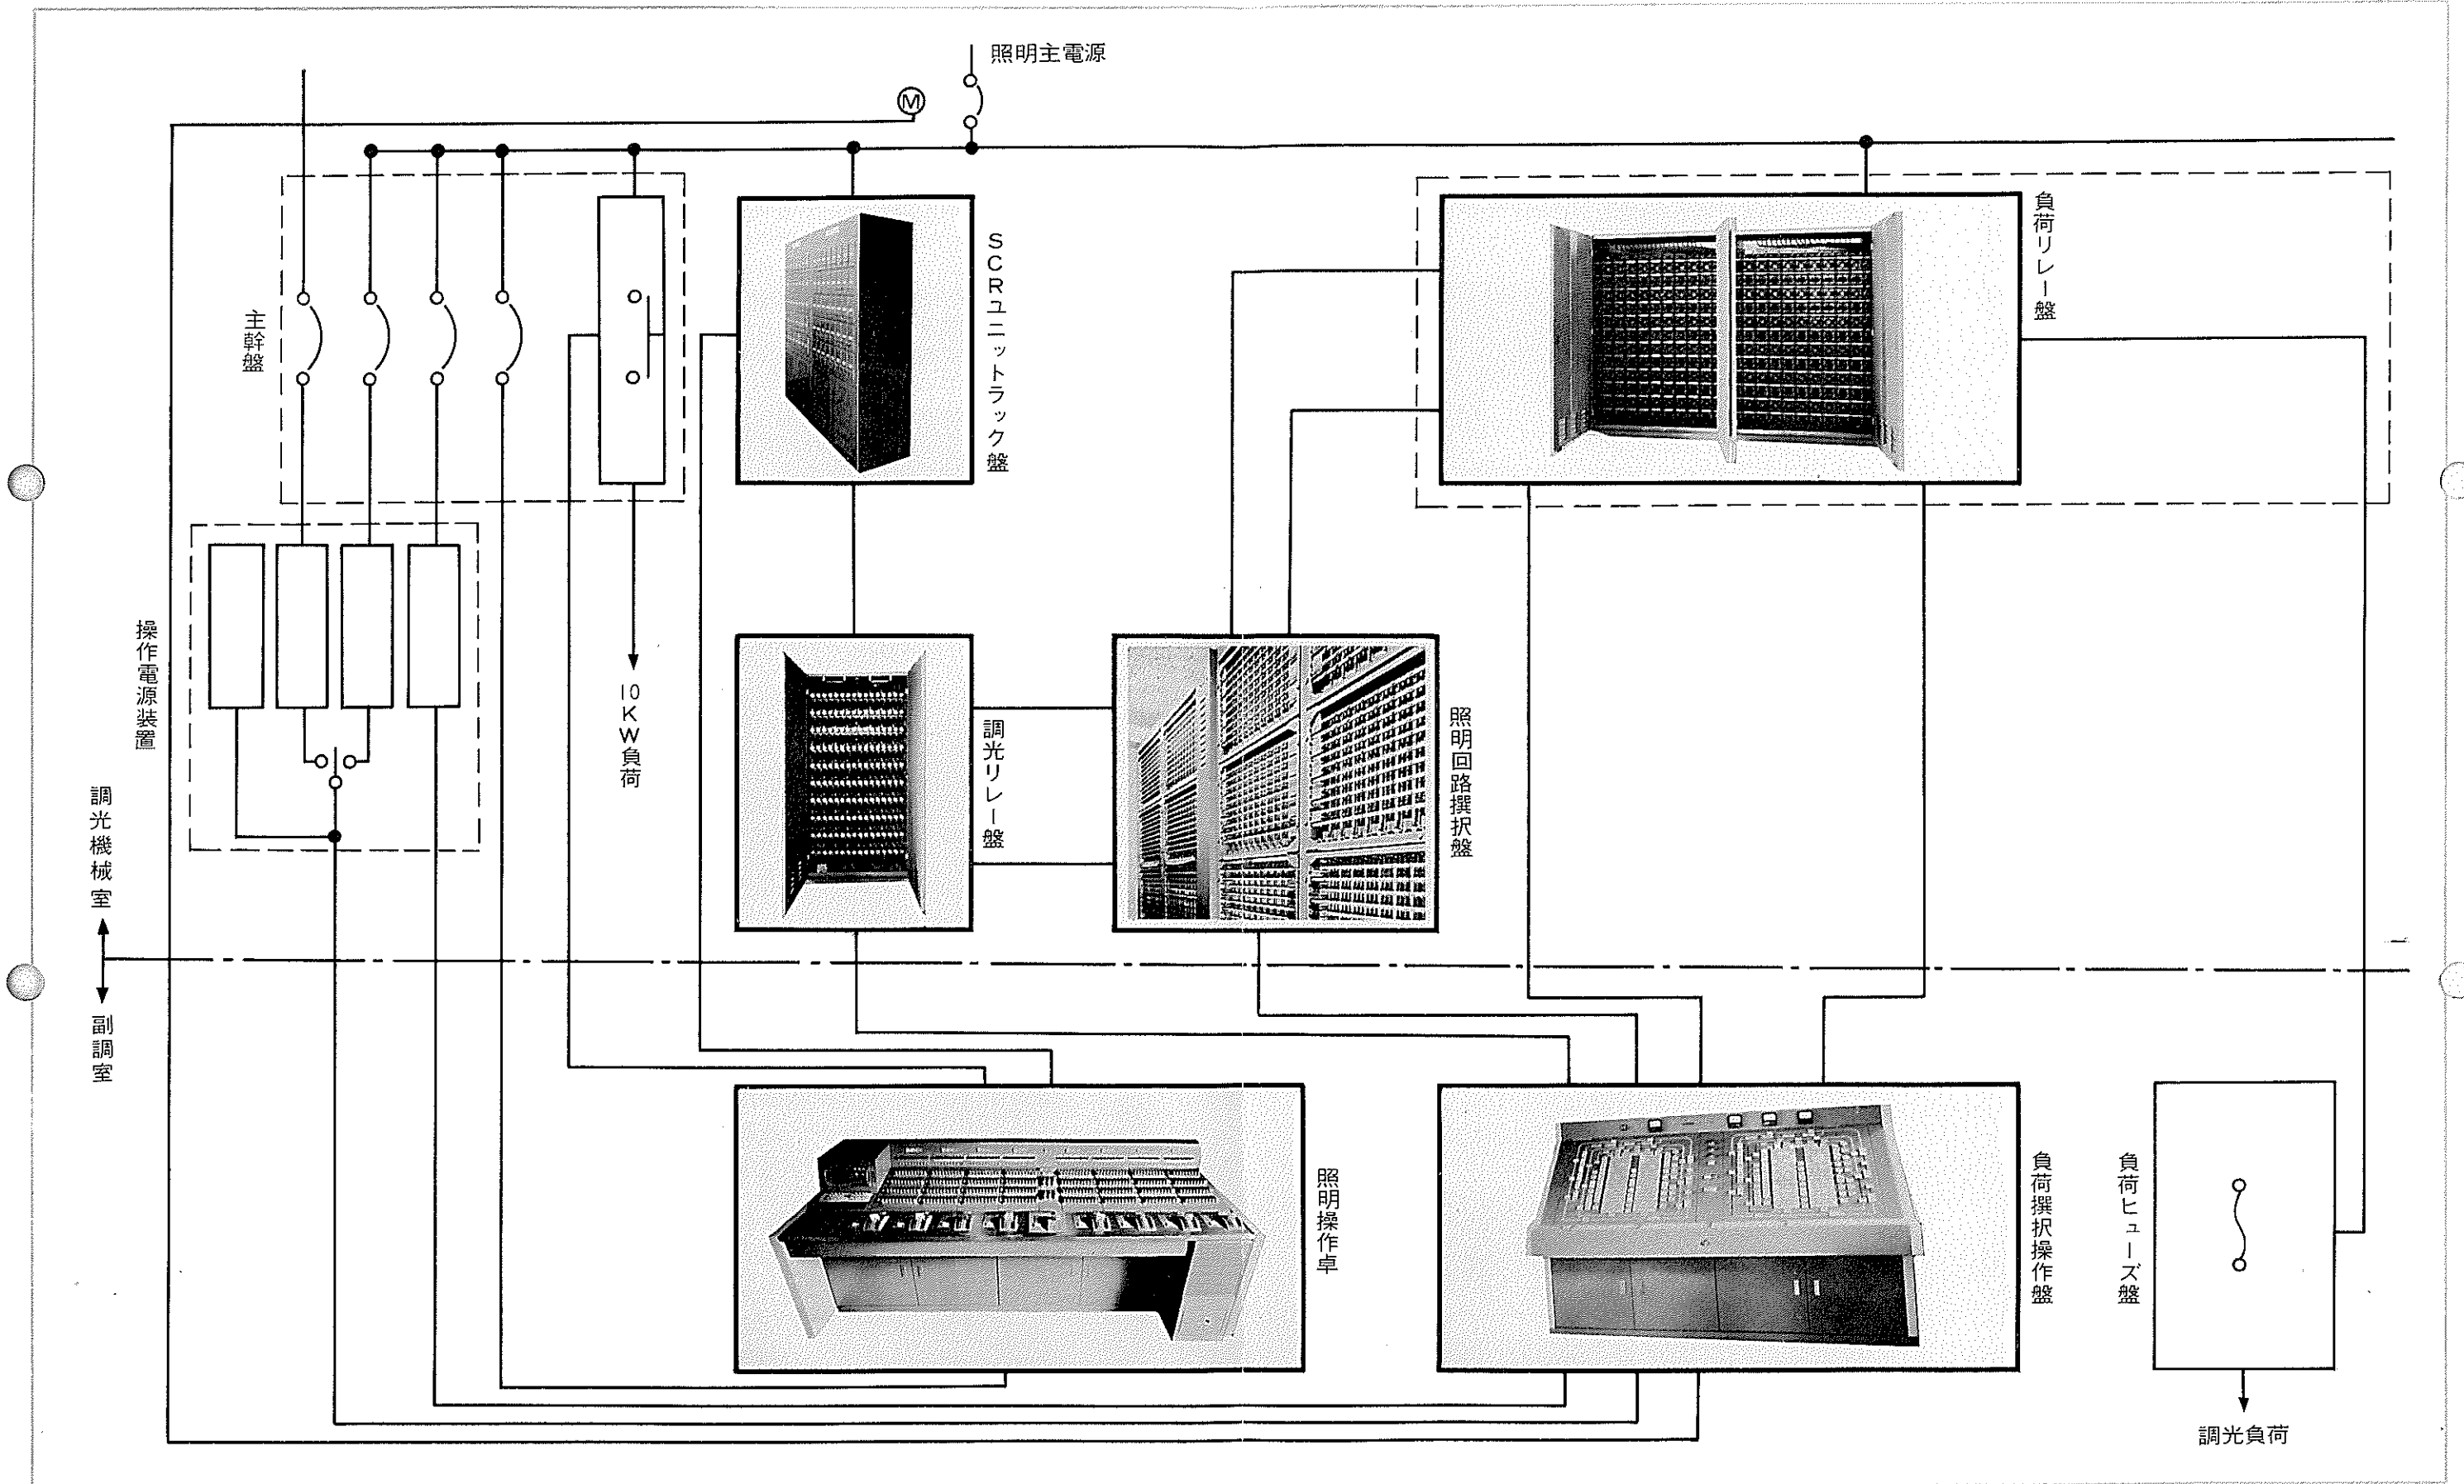 照明主電源
M
主幹盤
SCRユニットラック盤
負荷リレー盤
操作電源装置
10KW負荷
調光リレー盤
照明回路撰択盤
調光機械室
副調室
照明操作卓
負荷撰択操作盤
負荷ヒューズ盤
調光負荷